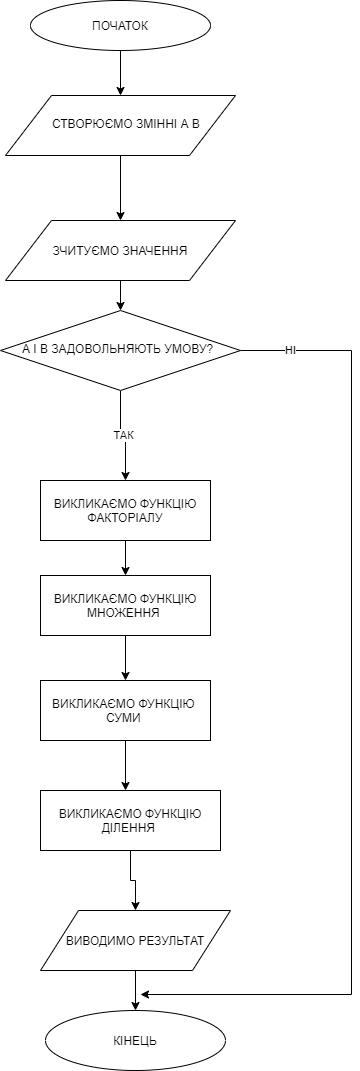 ПОЧАТОК
СТВОРЮЄМО ЗМІННІ А В
ЗЧИТУЄМО ЗНАЧЕННЯ
А І В ЗАДОВОЛЬНЯЮТЬ УМОВУ?
НІ
ТАК
ВИКЛИКАЄМО ФУНКЦІЮ
ФАКТОРІАЛУ
ВИКЛИКАЄМО ФУНКЦІЮ
МНОЖЕННЯ
ВИКЛИКАЄМО ФУНКЦІЮ
СУМИ
ВИКЛИКАЄМО ФУНКЦІЮ
ДІЛЕННЯ
ВИВОДИМО РЕЗУЛЬТАТ
КІНЕЦЬ